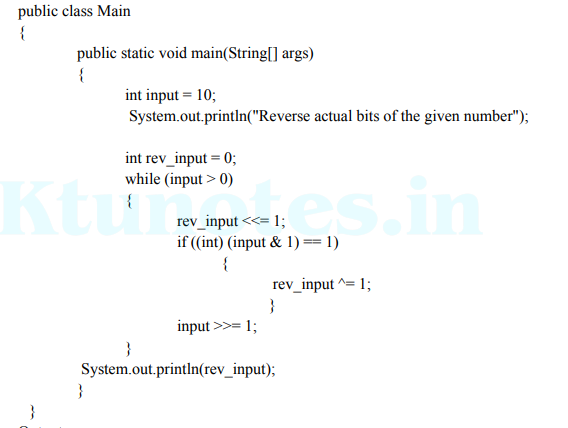 public class Main
{
public static void main(String[] args)
{
int input = 10;
System.out.println("Reverse actual bits of the given number");
int rev_input = 0;
while (input > 0)
{
rev_input <<= 1;
if ((int) (input & 1) == 1)
{
rev_input ^= 1;
}
input >>= 1;
}
System.out.println(rev_input);
}
}
Ktunotes.in